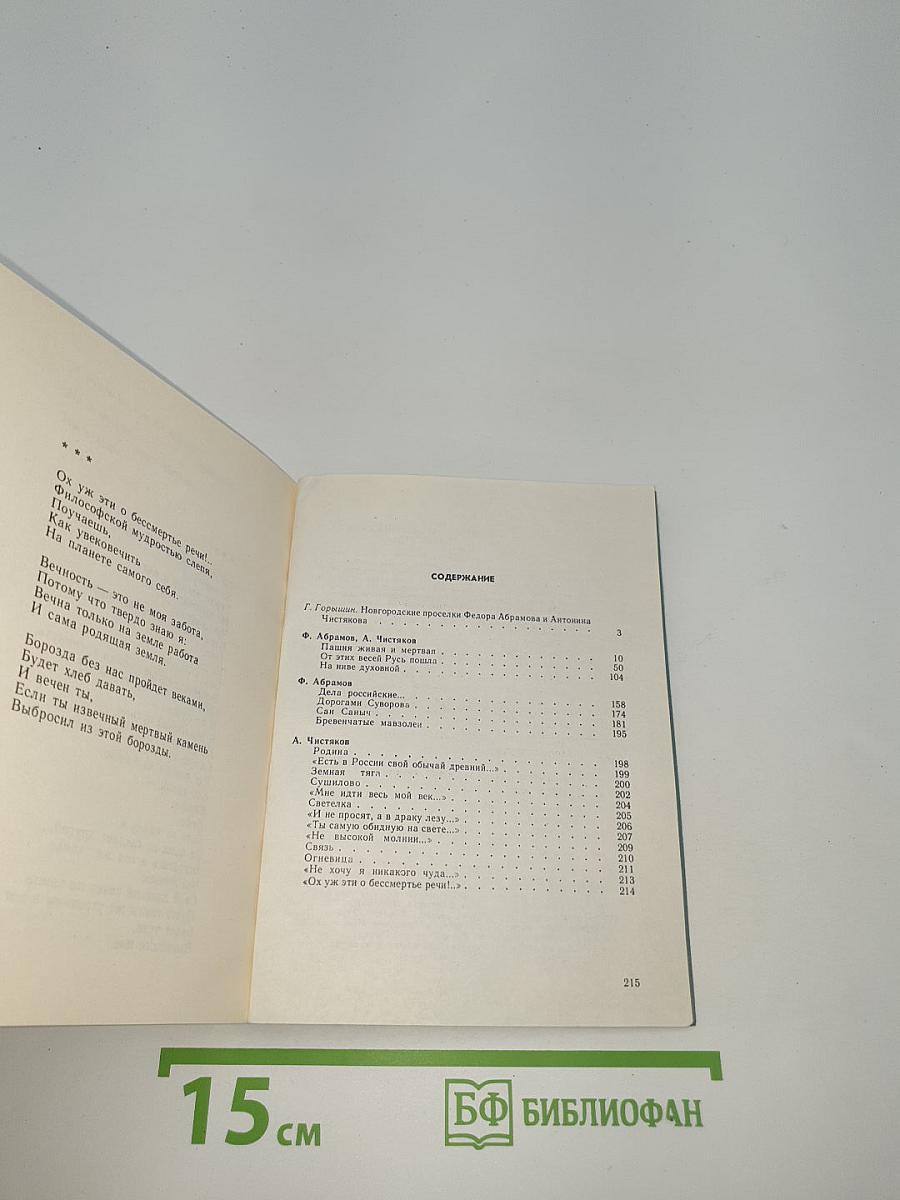 * * *
Ох уж эти о бессмертье речи!..
Философской мудростью слепя,
Поучаешь,
Как увековечить
На планете самого себя.
Вечность — это не моя забота,
Потому что твердо знаю я:
Вечна только на земле работа
И сама родящая земля.
Борозда без нас пройдет веками,
Будет хлеб давать,
И вечен ты,
Если ты извечный мертвый камень
Выбросил из этой борозды.
СОДЕРЖАНИЕ
Г. Горышин. Новгородские проселки Федора Абрамова и Антонина
Чистякова . . . . . . . . . . . . . . 3
Ф. Абрамов, А. Чистяков
Пашня живая и мертвая . . . . . . . . . . 10
От этих весей Русь пошла . . . . . . . . . . 50
На ниве духовной . . . . . . . . . . . . 104
Ф. Абрамов
Дела российские... . . . . . . . . . . . 158
Дорогами Суворова . . . . . . . . . . . 174
Сан Саныч . . . . . . . . . . . . . . 181
Бревенчатые мавзолеи . . . . . . . . . . 195
А. Чистяков
Родина . . . . . . . . . . . . . . . 198
«Есть в России свой обычай древний...» . . . . . . 199
Земная тяга . . . . . . . . . . . . . 200
Сушилово . . . . . . . . . . . . . . 202
«Мне идти весь мой век...» . . . . . . . . . 204
Светелка . . . . . . . . . . . . . . 205
«И не просят, а в драку лезу...» . . . . . . . . 206
«Ты самую обидную на свете...» . . . . . . . . 207
«Не высокой молнии...» . . . . . . . . . . 209
Связь . . . . . . . . . . . . . . . 210
Огневица . . . . . . . . . . . . . . 211
«Не хочу я никакого чуда...» . . . . . . . . 213
«Ох уж эти о бессмертье речи!..» . . . . . . . . 214
215
15 см
БФ БИБЛИОФАН